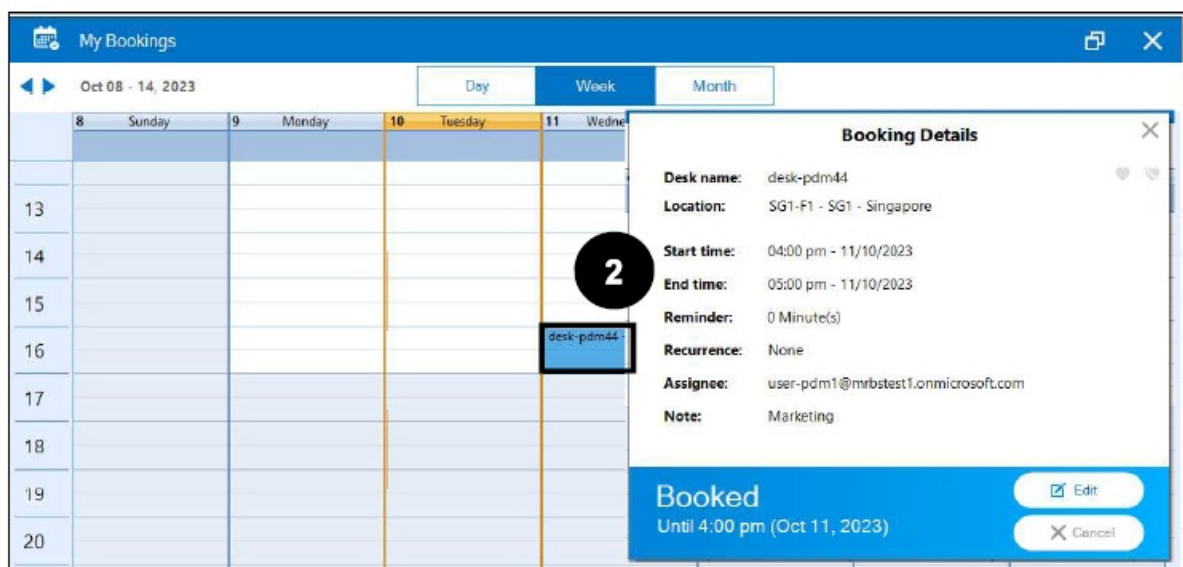 My Bookings
Oct 08 - 14, 2023
Day Week Month
8 Sunday 9 Monday 10 Tuesday 11 Wedne
Booking Details
Desk name: desk-pdm44
Location: SG1-F1 - SG1 - Singapore
Start time: 04:00 pm - 11/10/2023
End time: 05:00 pm - 11/10/2023
Reminder: 0 Minute(s)
Recurrence: None
Assignee: user-pdm1@mrbstest1.onmicrosoft.com
Note: Marketing
Booked
Until 4:00 pm (Oct 11, 2023)
Edit
Cancel
2
desk-pdm44 -
13
14
15
16
17
18
19
20